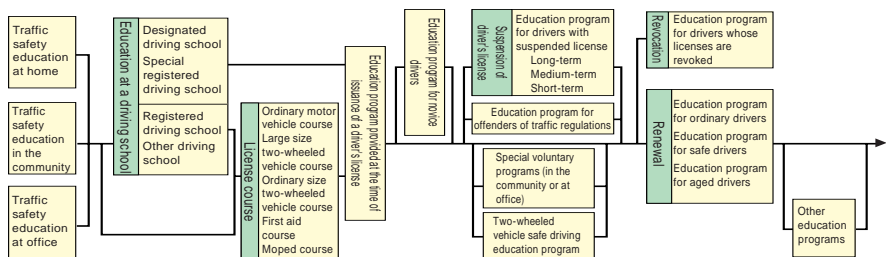 Traffic
safety
education
at home
Traffic
safety
education
in the
community
Traffic
safety
education
at office
Education at a driving school
Designated
driving school
Special
registered
driving school
Registered
driving school
Other driving
school
License course
Ordinary motor
vehicle course
Large size
two-wheeled
vehicle course
Ordinary size
two-wheeled
vehicle course
First aid
course
Moped course
Education program provided at the time of
issuance of a driver's license
Education program for novice
drivers
Suspension of
driver's license
Education program
for drivers with
suspended license
Long-term
Medium-term
Short-term
Education program for
offenders of traffic regulations
Special voluntary
programs (in the
community or at
office)
Two-wheeled
vehicle safe driving
education program
Revocation
Education
program for
drivers whose
licenses are
revoked
Renewal
Education program
for ordinary drivers
Education program
for safe drivers
Education program
for aged drivers
Other
education
programs